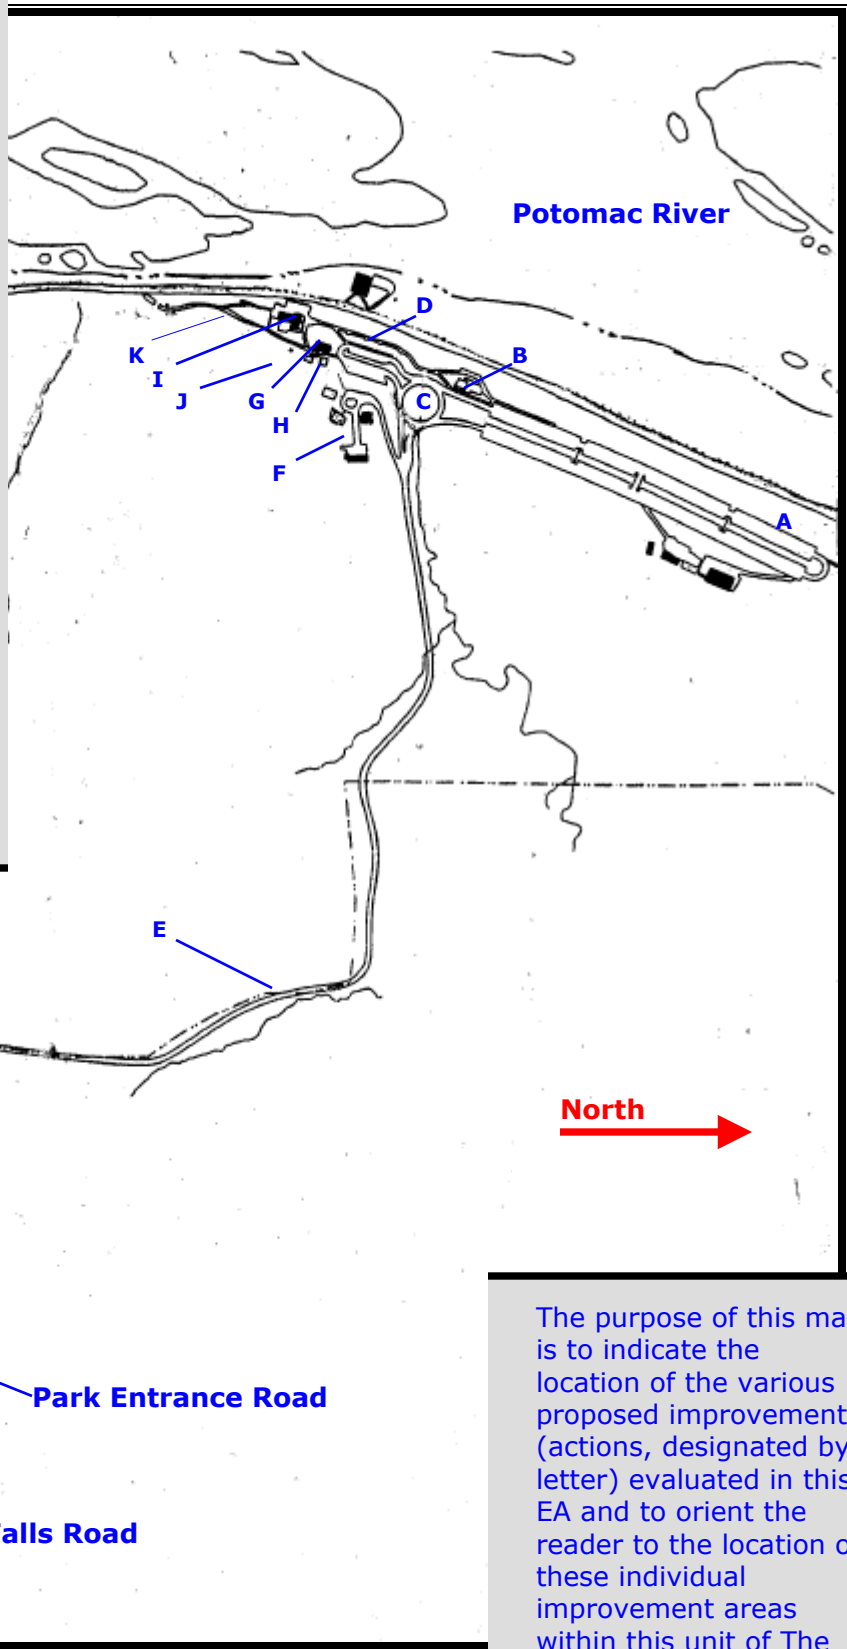 Potomac River
D
B
K
I
J
G
C
H
F
A
E
North
Park Entrance Road
alls Road
The purpose of this ma
is to indicate the
location of the various
proposed improvement
(actions, designated by
letter) evaluated in this
EA and to orient the
reader to the location o
these individual
improvement areas
within this unit of The